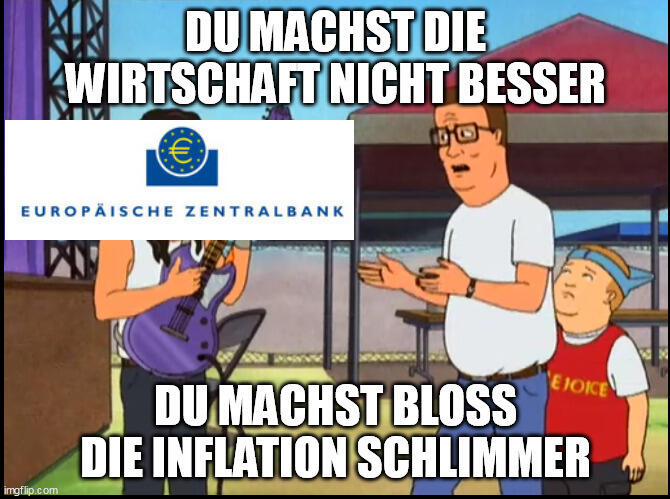 DU MACHST DIE
WIRTSCHAFT NICHT BESSER
€
EUROPÄISCHE ZENTRALBANK
EJOICE
DU MACHST BLOSS
DIE INFLATION SCHLIMMER
imgflip.com